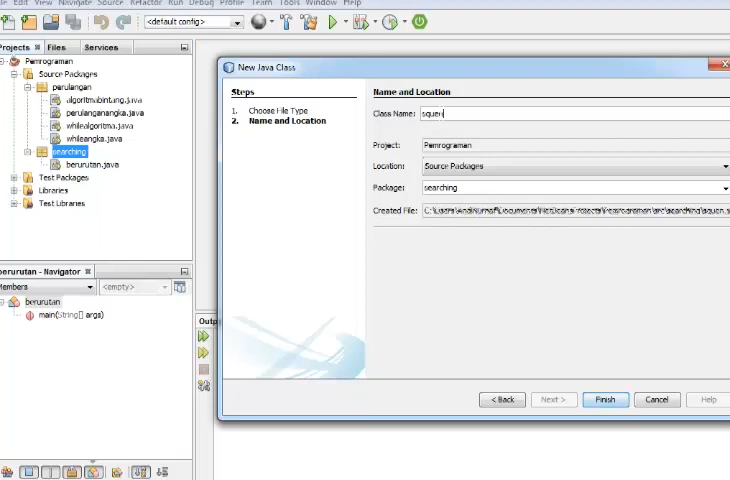 File Edit View Navigate Source Refactor Run Debug Profile Team Tools Window Help
<default config>
Projects
Files
Services
Pemrograman
Source Packages
perulangan
algoritmabintang.java
perulanganangka.java
whilealgoritma.java
whileangka.java
searching
berurutan.java
Test Packages
Libraries
Test Libraries
berurutan - Navigator
Members
<empty>
berurutan
main(String[] args)
Outpu
New Java Class
Steps
1. Choose File Type
2. Name and Location
Name and Location
Class Name:
Project: Pemrograman
Location: Source Packages
Package: searching
Created File:
< Back
Next >
Finish
Cancel
Help